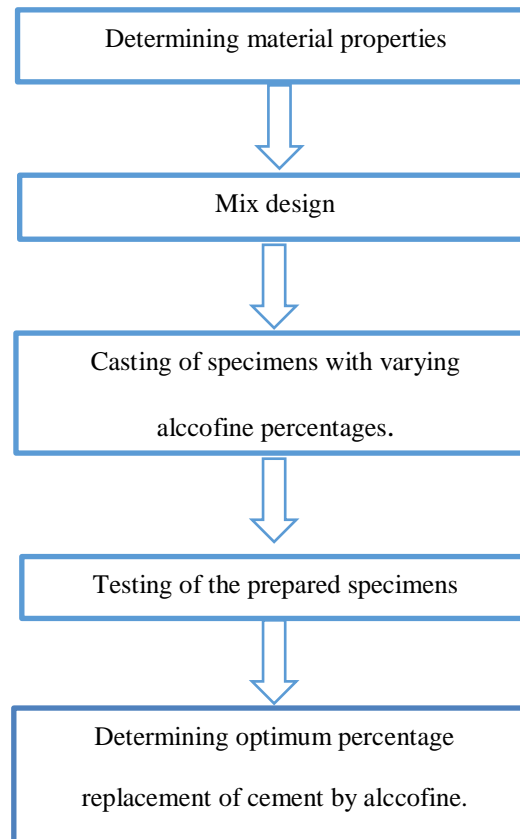 Determining material properties
Mix design
Casting of specimens with varying
alccofine percentages.
Testing of the prepared specimens
Determining optimum percentage
replacement of cement by alccofine.